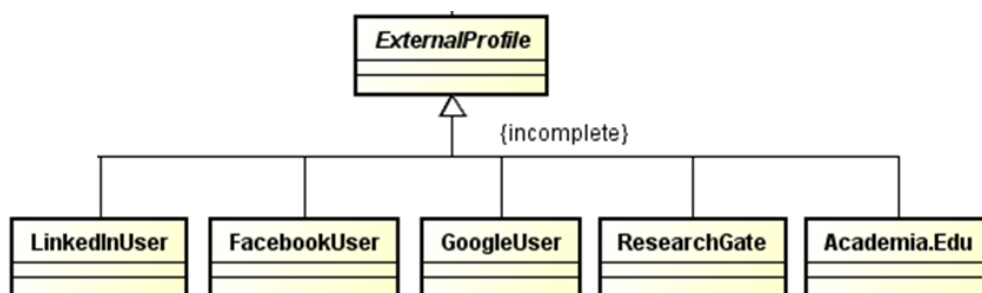 ExternalProfile
{incomplete}
LinkedInUser
FacebookUser
GoogleUser
ResearchGate
Academia.Edu